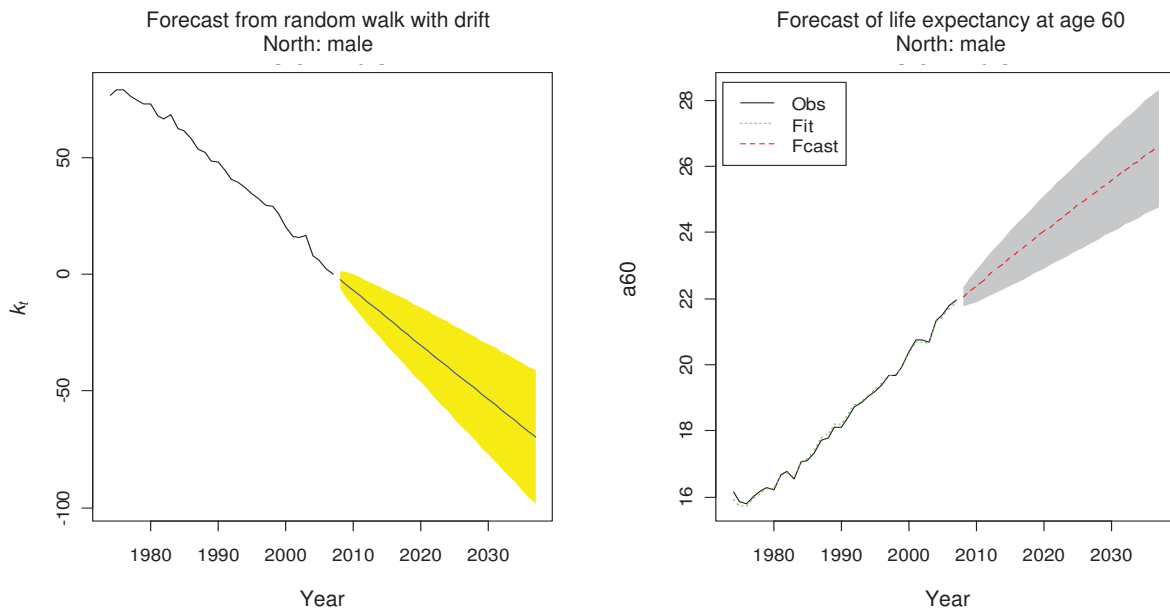 Forecast from random walk with drift
North: male
50
0
-50
-100
kt
1980 1990 2000 2010 2020 2030
Year
Forecast of life expectancy at age 60
North: male
Obs
Fit
Fcast
28
26
24
22
20
18
16
a60
1980 1990 2000 2010 2020 2030
Year